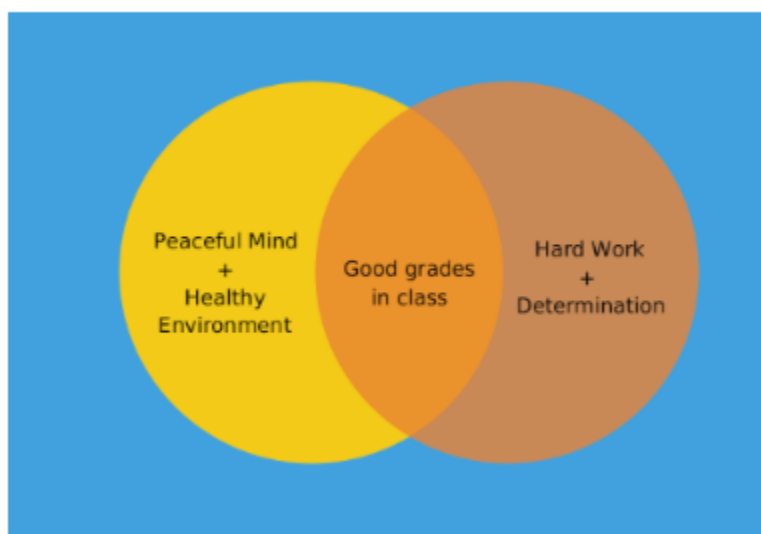 Peaceful Mind
+
Healthy
Environment
Good grades
in class
Hard Work
+
Determination